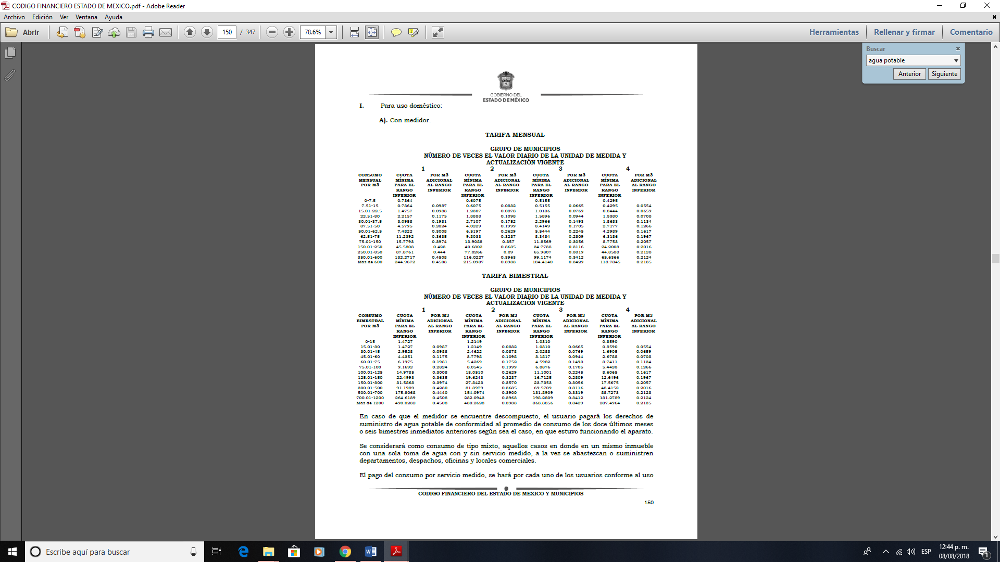 CODIGO FINANCIERO ESTADO DE MEXICO.pdf - Adobe Reader
Archivo Edición Ver Ventana Ayuda
Abrir 150 / 347 78.6% Herramientas Rellenar y firmar Comentario
Buscar
agua potable
Anterior Siguiente
GOBIERNO DEL
ESTADO DE MÉXICO
I. Para uso doméstico:
A). Con medidor.
TARIFA MENSUAL
GRUPO DE MUNICIPIOS
NÚMERO DE VECES EL VALOR DIARIO DE LA UNIDAD DE MEDIDA Y
ACTUALIZACIÓN VIGENTE
1 2 3 4
CONSUMO CUOTA POR M3 CUOTA POR M3 CUOTA POR M3 CUOTA POR M3
MENSUAL MÍNIMA ADICIONAL MÍNIMA ADICIONAL MÍNIMA ADICIONAL MÍNIMA ADICIONAL
POR M3 PARA EL AL RANGO PARA EL AL RANGO PARA EL AL RANGO PARA EL AL RANGO
RANGO INFERIOR RANGO INFERIOR RANGO INFERIOR RANGO INFERIOR
INFERIOR INFERIOR INFERIOR INFERIOR
0-7.5 0.7364 0.6075 0.5155 0.4295
7.51-15 0.7364 0.0987 0.6075 0.0832 0.5155 0.0665 0.4295 0.0554
15.01-22.5 1.4757 0.0988 1.2307 0.0878 1.0136 0.0769 0.8444 0.0659
22.51-30 2.2157 0.1175 1.8883 0.1098 1.5896 0.0944 1.3380 0.0708
30.01-37.5 3.0958 0.1981 2.7107 0.1752 2.2966 0.1493 1.8683 0.1134
37.51-50 4.5795 0.2324 4.0229 0.1999 3.4149 0.1705 2.7177 0.1266
50.01-62.5 7.4822 0.3008 6.5197 0.2629 5.5444 0.2245 4.2989 0.1617
62.51-75 11.2392 0.3635 9.8033 0.3287 8.3484 0.2809 6.3186 0.1967
75.01-150 15.7793 0.3974 13.9088 0.357 11.8569 0.3056 8.7753 0.2057
150.01-250 45.5803 0.423 40.6802 0.3635 34.7738 0.3116 24.2008 0.2016
250.01-350 87.8761 0.444 77.0266 0.39 65.9307 0.3319 44.3588 0.2128
350.01-600 132.2717 0.4508 116.0227 0.3963 99.1174 0.3412 65.6366 0.2124
Mas de 600 244.9672 0.4508 215.0937 0.3983 184.4140 0.3429 118.7345 0.2135
TARIFA BIMESTRAL
GRUPO DE MUNICIPIOS
NÚMERO DE VECES EL VALOR DIARIO DE LA UNIDAD DE MEDIDA Y
ACTUALIZACIÓN VIGENTE
1 2 3 4
CONSUMO CUOTA POR M3 CUOTA POR M3 CUOTA POR M3 CUOTA POR M3
BIMESTRAL MÍNIMA ADICIONAL MÍNIMA ADICIONAL MÍNIMA ADICIONAL MÍNIMA ADICIONAL
POR M3 PARA EL AL RANGO PARA EL AL RANGO PARA EL AL RANGO PARA EL AL RANGO
RANGO INFERIOR RANGO INFERIOR RANGO INFERIOR RANGO INFERIOR
INFERIOR INFERIOR INFERIOR INFERIOR
0-15 1.4727 1.2149 1.0310 0.8590
15.01-30 1.4727 0.0987 1.2149 0.0832 1.0310 0.0665 0.8590 0.0554
30.01-45 2.9528 0.0988 2.4622 0.0878 2.0288 0.0769 1.6905 0.0659
45.01-60 4.4351 0.1175 3.7798 0.1098 3.1817 0.0944 2.6788 0.0708
60.01-75 6.1975 0.1981 5.4269 0.1752 4.5982 0.1493 3.7411 0.1134
75.01-100 9.1692 0.2324 8.0545 0.1999 6.8376 0.1705 5.4423 0.1266
100.01-125 14.9785 0.3008 13.0510 0.2629 11.1001 0.2245 8.6065 0.1617
125.01-150 22.4993 0.3635 19.6243 0.3287 16.7125 0.2809 12.6496 0.1967
150.01-300 31.5868 0.3974 27.8423 0.3570 23.7353 0.3056 17.5675 0.2057
300.01-500 91.1989 0.4230 81.3979 0.3635 69.5709 0.3116 48.4152 0.2016
500.01-700 175.8068 0.4440 154.0974 0.3900 131.8909 0.3319 88.7273 0.2128
700.01-1200 264.6139 0.4508 232.0943 0.3963 198.2809 0.3412 131.2789 0.2124
Mas de 1200 490.0232 0.4508 430.2628 0.3983 368.8856 0.3429 237.4964 0.2135
En caso de que el medidor se encuentre descompuesto, el usuario pagará los derechos de
suministro de agua potable de conformidad al promedio de consumo de los doce últimos meses
o seis bimestres inmediatos anteriores según sea el caso, en que estuvo funcionando el aparato.
Se considerará como consumo de tipo mixto, aquellos casos en donde en un mismo inmueble
con una sola toma de agua con y sin servicio medido, a la vez se abastezcan o suministren
departamentos, despachos, oficinas y locales comerciales.
El pago del consumo por servicio medido, se hará por cada uno de los usuarios conforme al uso
CÓDIGO FINANCIERO DEL ESTADO DE MÉXICO Y MUNICIPIOS
150
Escribe aquí para buscar
ESP
12:44 p. m.
08/08/2018
1